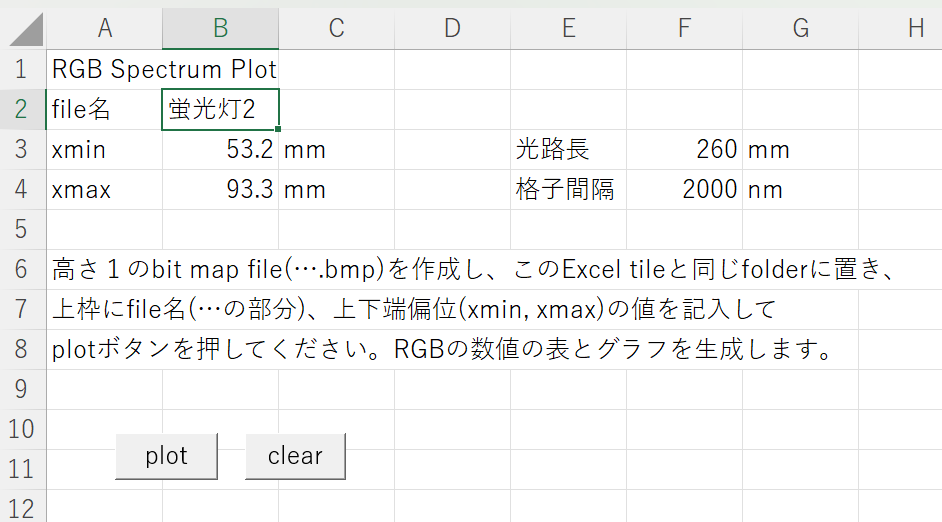 A B C D E F G H
1 RGB Spectrum Plot
2 file名 蛍光灯2
3 xmin 53.2 mm 光路長 260 mm
4 xmax 93.3 mm 格子間隔 2000 nm
5
6 高さ１のbit map file(….bmp)を作成し、このExcel tileと同じfolderに置き、
7 上枠にfile名(…の部分)、上下端偏位(xmin, xmax)の値を記入して
8 plotボタンを押してください。RGBの数値の表とグラフを生成します。
9
10
plot clear
11
12